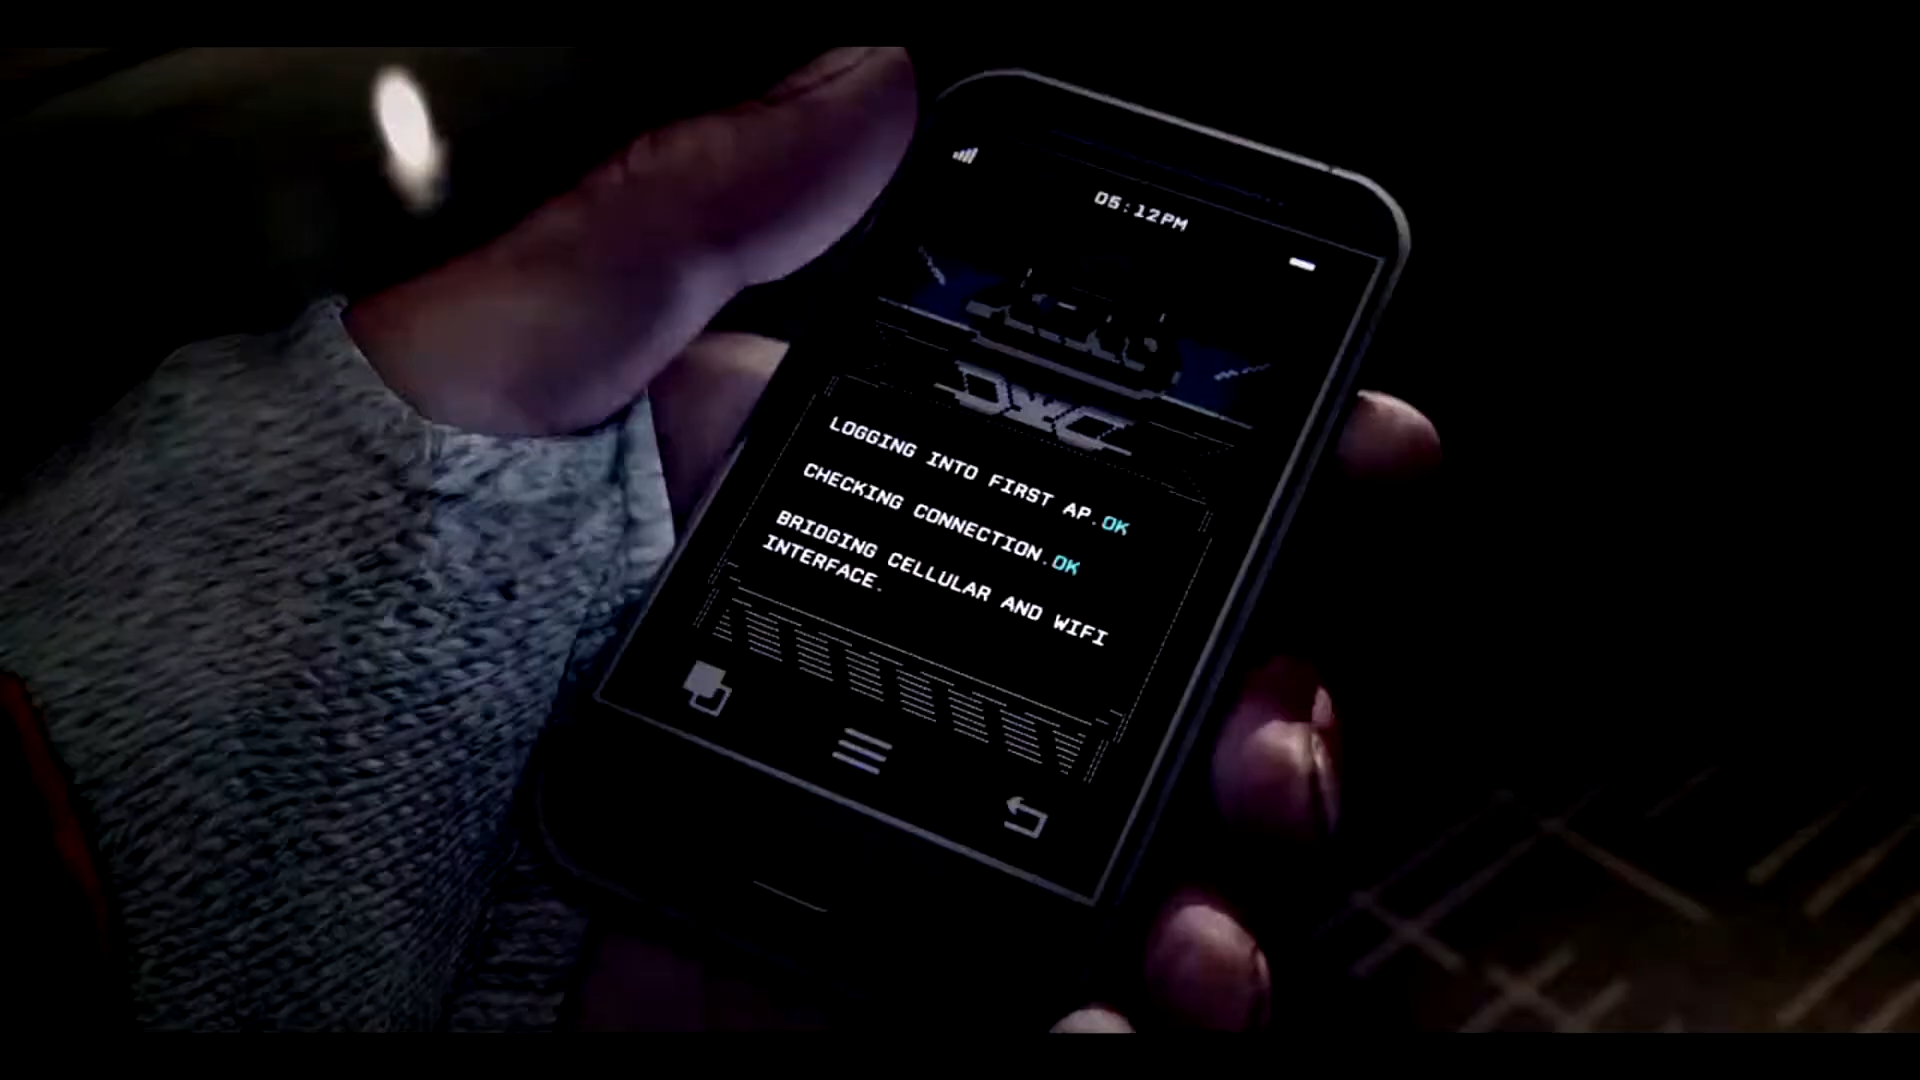 05:12PM
LOGGING INTO FIRST AP.OK
CHECKING CONNECTION.OK
BRIDGING CELLULAR AND WIFI
INTERFACE.